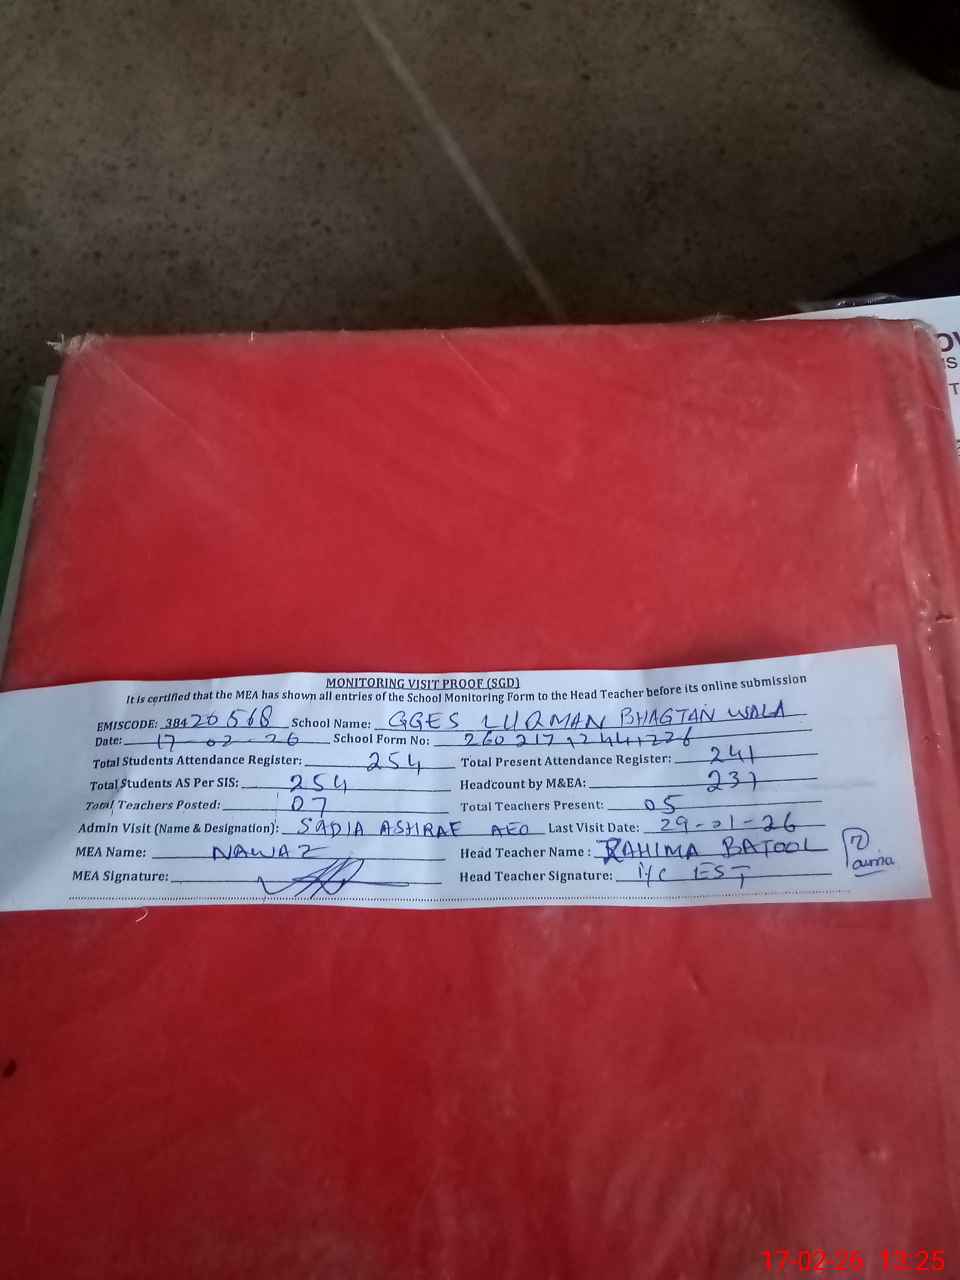 MONITORING VISIT PROOF (SGD)
It is certified that the MEA has shown all entries of the School Monitoring Form to the Head Teacher before its online submission
EMISCODE: 38420568 School Name: GGES LUQMAN BHAGTAN WALA
Date: 17-02-26 School Form No:
Total Students Attendance Register: 254 Total Present Attendance Register: 241
Total Students AS Per SIS: 254 Headcount by M&EA: 231
Total Teachers Posted: 07 Total Teachers Present: 05
Admin Visit (Name & Designation): SADIA ASHRAF AEO Last Visit Date: 29-01-26
MEA Name: NAWAZ Head Teacher Name: RAHIMA BATOOL
MEA Signature: Head Teacher Signature: I/C EST
17-02-26 13:25